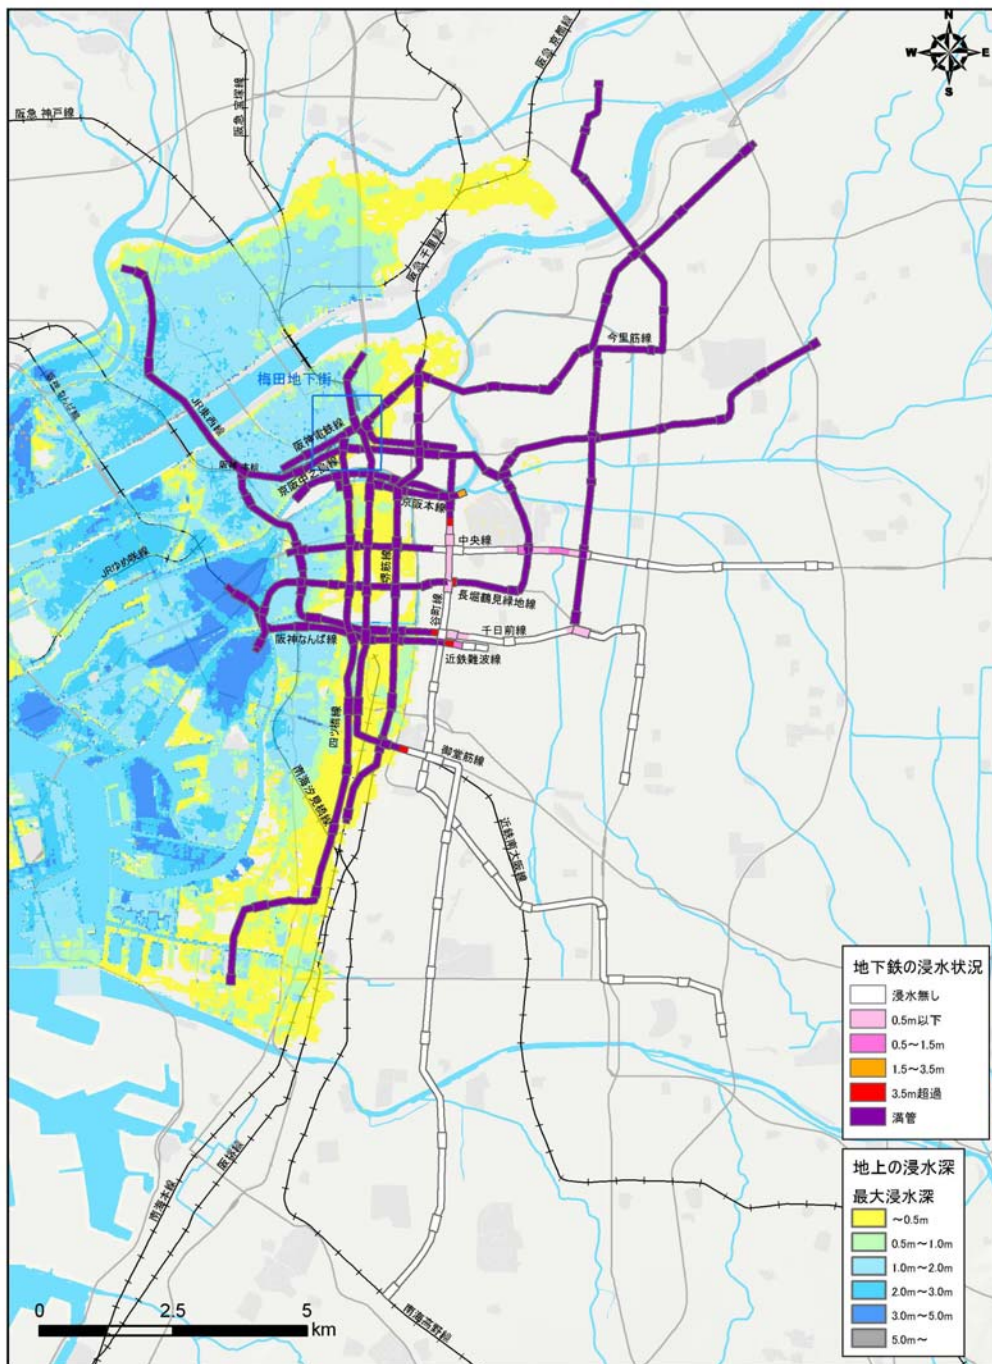 N
W
E
S
阪急 京都線
阪急 宝塚線
阪急 神戸線
阪急 千里線
今里筋線
梅田地下街
JR東西線
阪神電鉄線
阪神 本線
京阪中之島線
京阪本線
中央線
JRゆめ咲線
堺筋線
谷町線
長堀鶴見緑地線
千日前線
阪神なんば線
近鉄難波線
四ツ橋線
御堂筋線
南海汐見橋線
近鉄南大阪線
地下鉄の浸水状況
浸水無し
0.5m以下
0.5～1.5m
1.5～3.5m
3.5m超過
満管
阪堺線
南海本線
地上の浸水深
最大浸水深
～0.5m
0.5m～1.0m
1.0m～2.0m
2.0m～3.0m
3.0m～5.0m
5.0m～
0
2.5
5
km
南海高野線